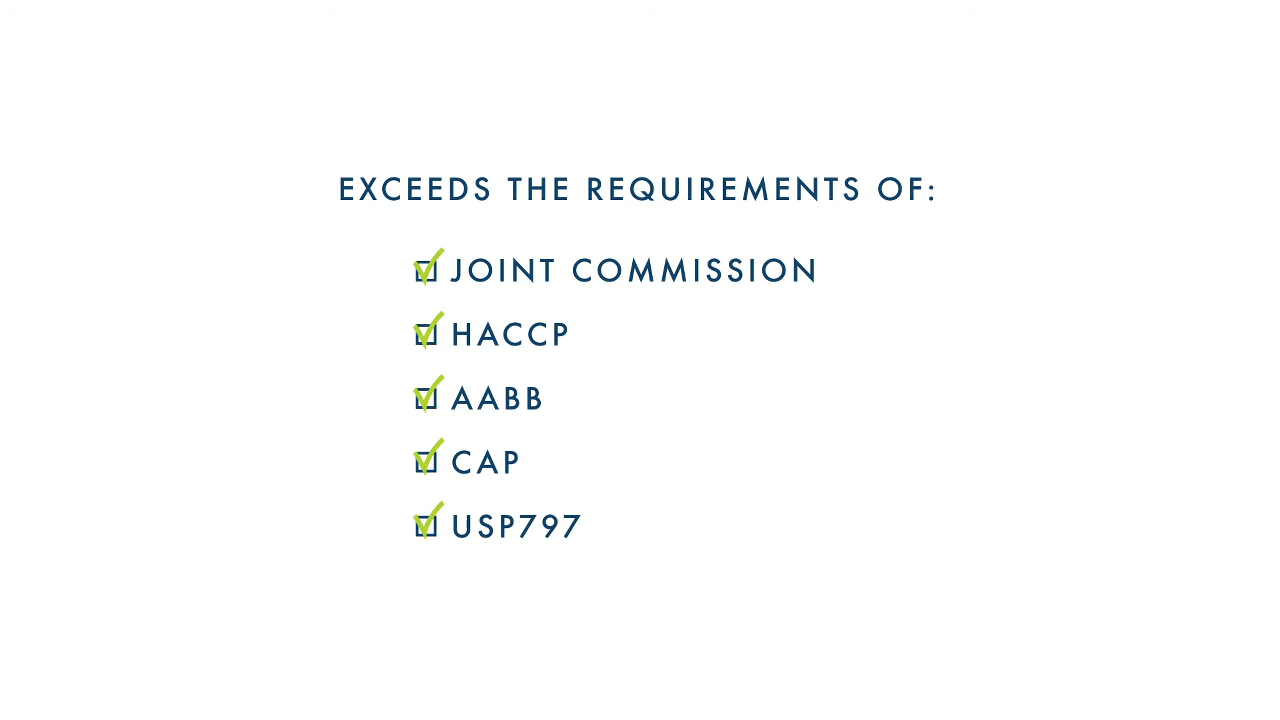 EXCEEDS THE REQUIREMENTS OF:
JOINT COMMISSION
HACCP
AABB
CAP
USP797